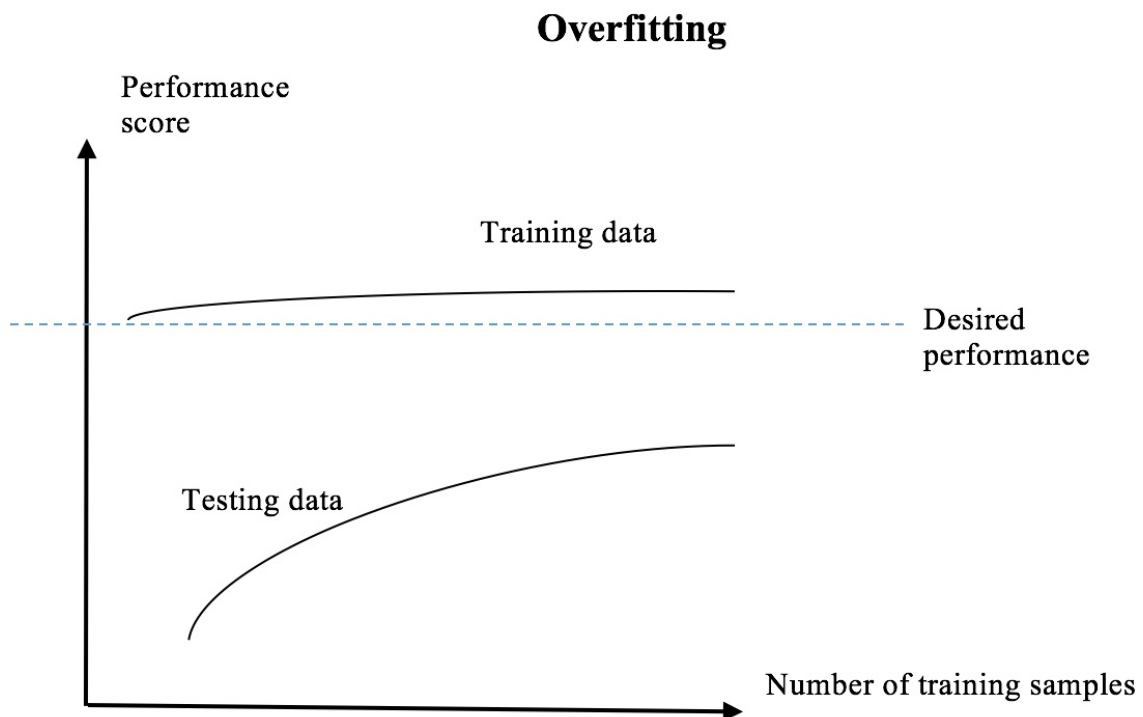 Overfitting
Performance
score
Training data
Desired
performance
Testing data
Number of training samples